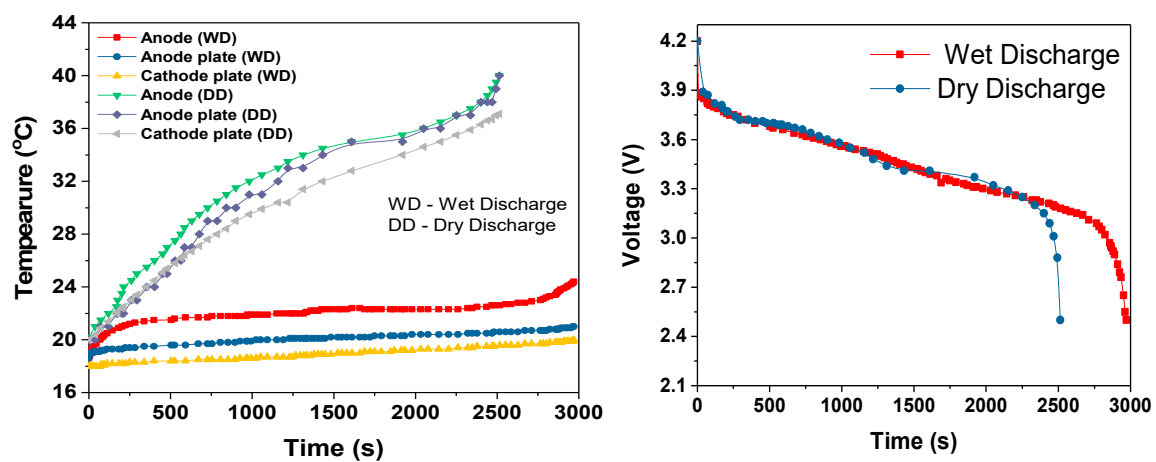 44
40
36
32
28
24
20
16
Tempearure (°C)
Anode (WD)
Anode plate (WD)
Cathode plate (WD)
Anode (DD)
Anode plate (DD)
Cathode plate (DD)
WD - Wet Discharge
DD - Dry Discharge
0 500 1000 1500 2000 2500 3000
Time (s)
4.2
3.9
3.6
3.3
3.0
2.7
2.4
2.1
Voltage (V)
Wet Discharge
Dry Discharge
0 500 1000 1500 2000 2500 3000
Time (s)